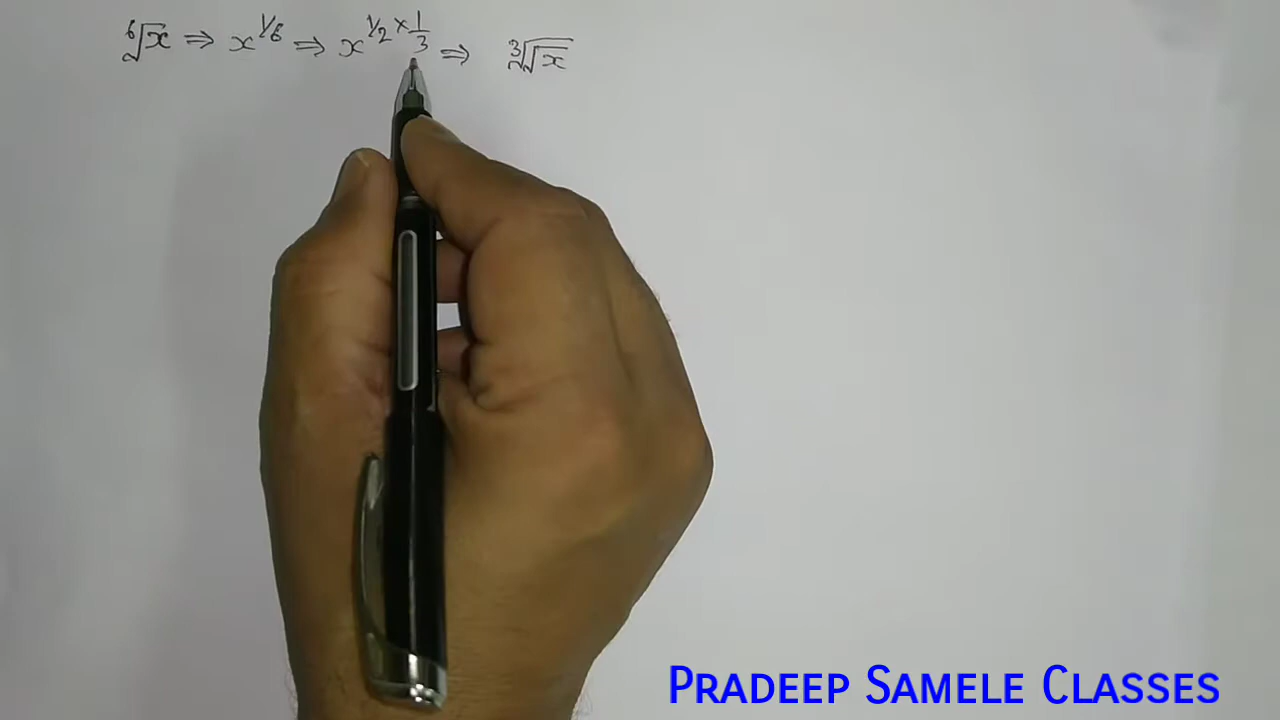 ⁶√x ⇒ x^1/6 ⇒ x^1/2 × 1/3 ⇒ ³√√x
PRADEEP SAMELE CLASSES